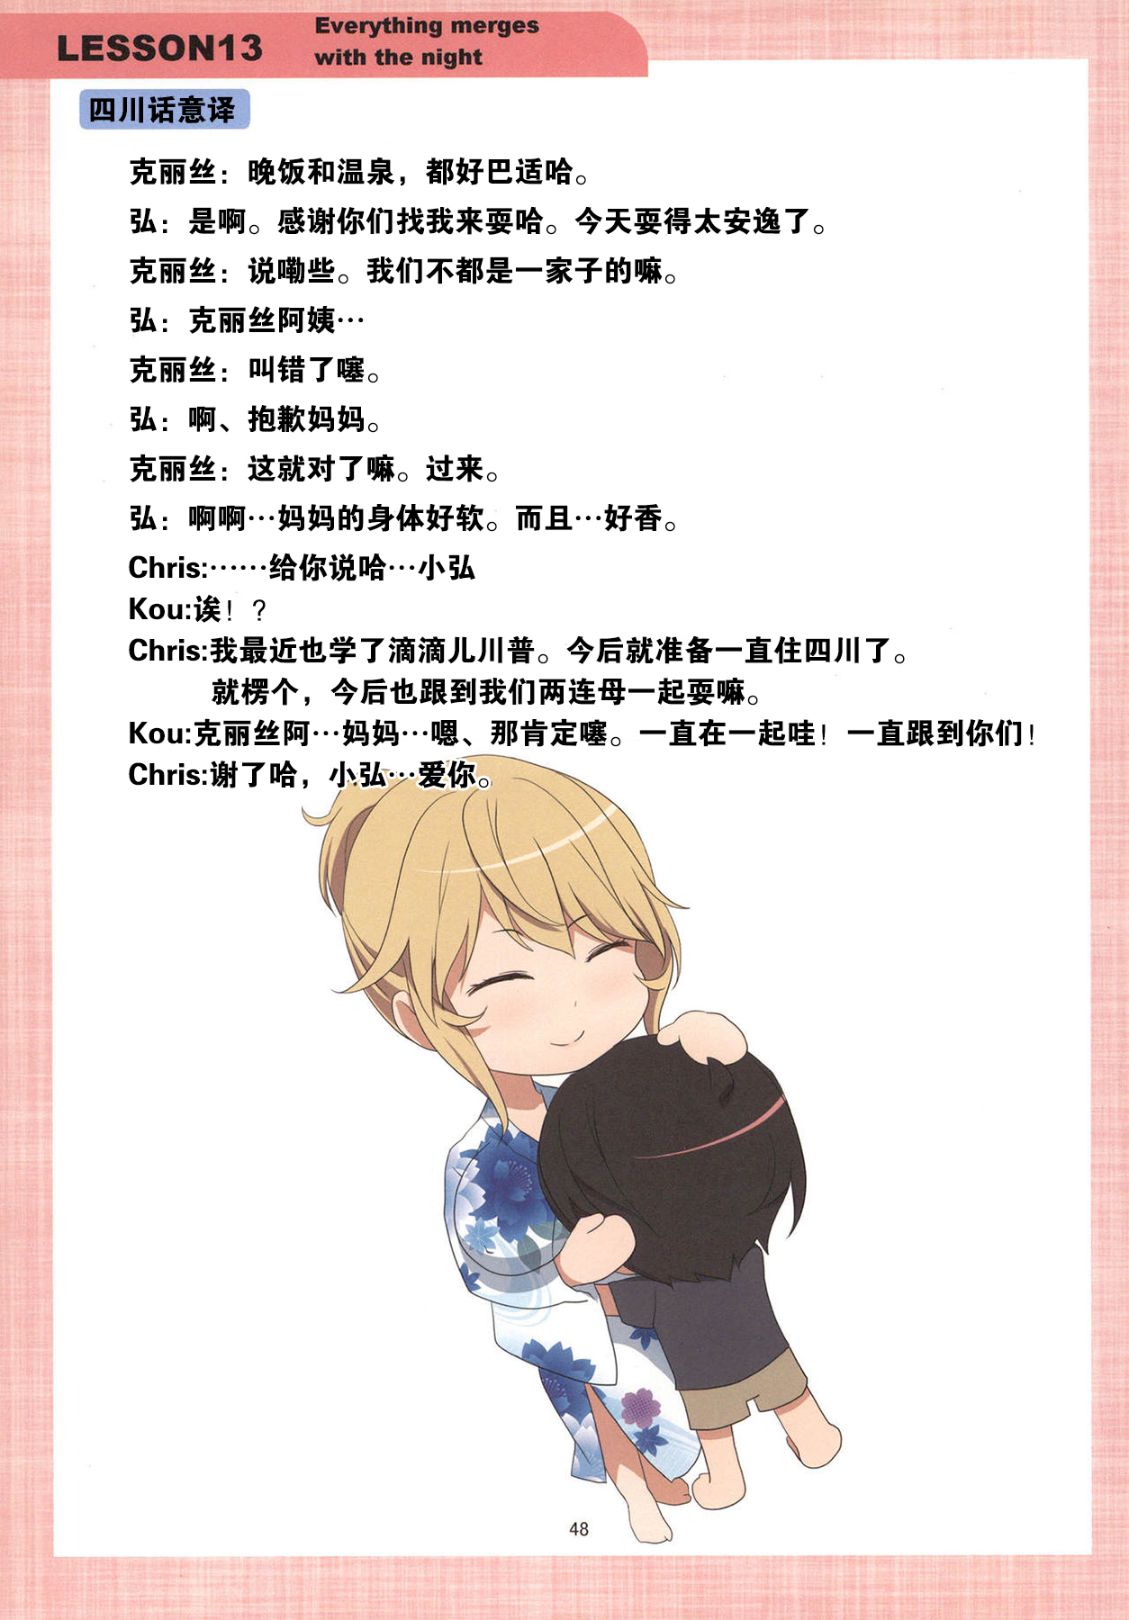 LESSON13
Everything merges
with the night
四川话意译
克丽丝：晚饭和温泉，都好巴适哈。
弘：是啊。感谢你们找我来耍哈。今天耍得太安逸了。
克丽丝：说嘞些。我们不都是一家子的嘛。
弘：克丽丝阿姨…
克丽丝：叫错了噻。
弘：啊、抱歉妈妈。
克丽丝：这就对了嘛。过来。
弘：啊啊…妈妈的身体好软。而且…好香。
Chris:……给你说哈…小弘
Kou:诶！？
Chris:我最近也学了滴滴儿川普。今后就准备一直住四川了。
就楞个，今后也跟到我们两连母一起耍嘛。
Kou:克丽丝阿…妈妈…嗯、那肯定噻。一直在一起哇！一直跟到你们！
Chris:谢了哈，小弘…爱你。
48